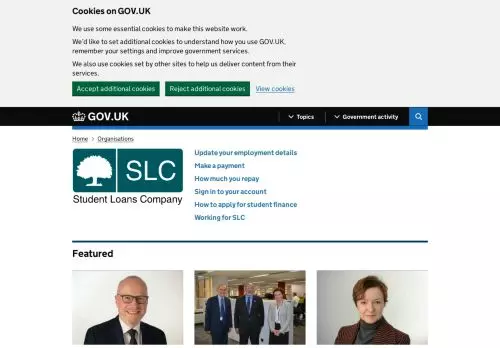 Cookies on GOV.UK
We use some essential cookies to make this website work.
We'd like to set additional cookies to understand how you use GOV.UK,
remember your settings and improve government services.
We also use cookies set by other sites to help us deliver content from their
services.
Accept additional cookies
Reject additional cookies
View cookies
GOV.UK
Topics
Government activity
Home
Organisations
SLC
Student Loans Company
Update your employment details
Make a payment
How much you repay
Sign in to your account
How to apply for student finance
Working for SLC
Featured